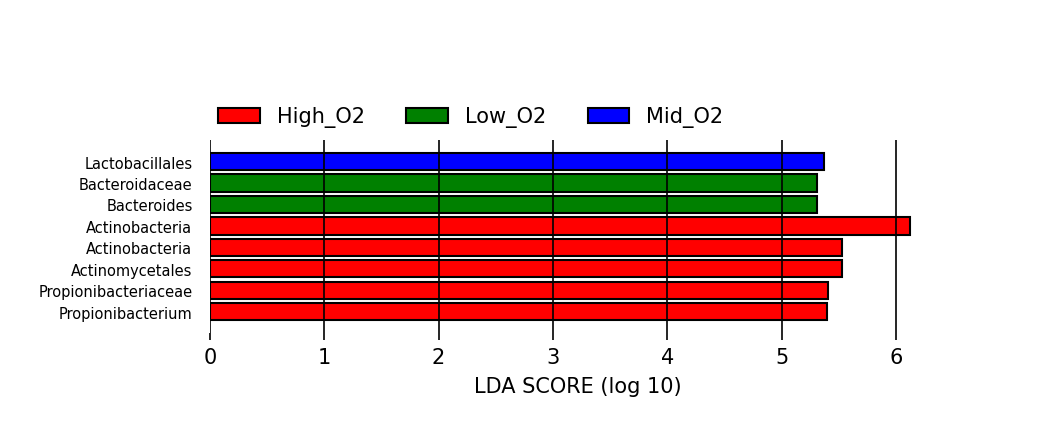 High_O2 Low_O2 Mid_O2
Lactobacillales
Bacteroidaceae
Bacteroides
Actinobacteria
Actinobacteria
Actinomycetales
Propionibacteriaceae
Propionibacterium
0 1 2 3 4 5 6
LDA SCORE (log 10)